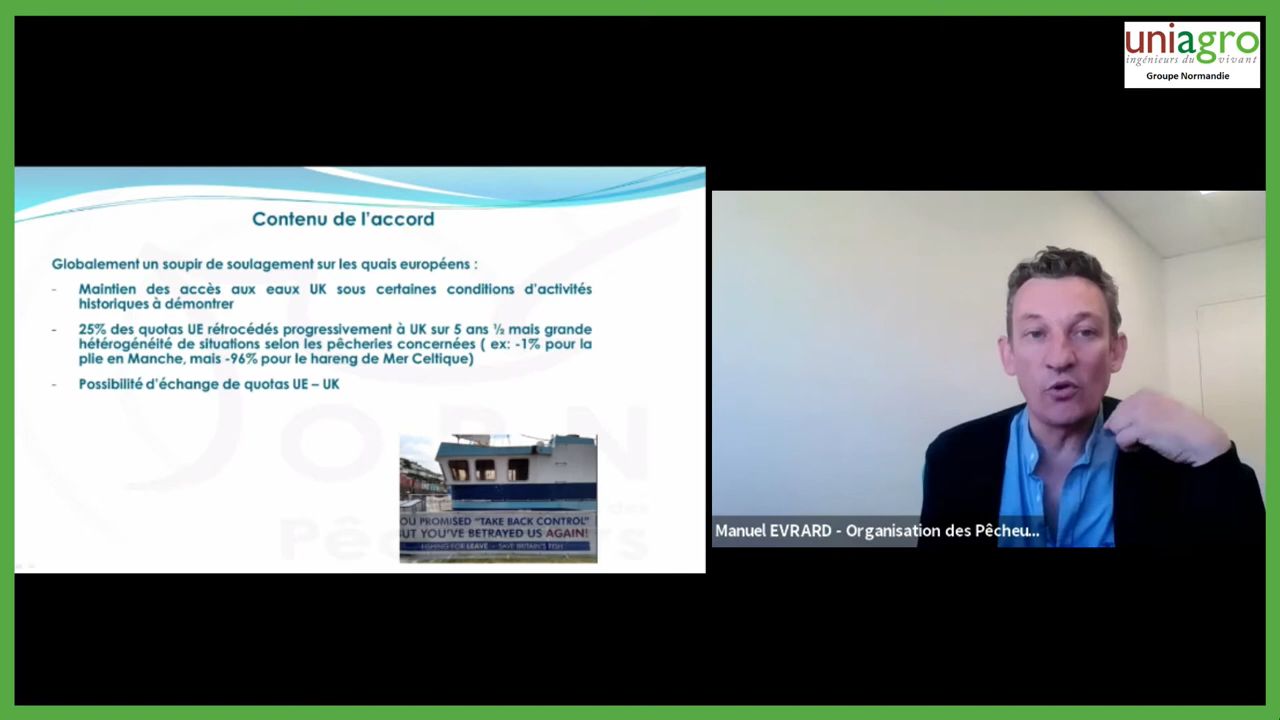 uniagro
ingénieurs du vivant
Groupe Normandie
Contenu de l'accord
Globalement un soupir de soulagement sur les quais européens :
- Maintien des accès aux eaux UK sous certaines conditions d'activités
historiques à démontrer
- 25% des quotas UE rétrocédés progressivement à UK sur 5 ans ½ mais grande
hétérogénéité de situations selon les pêcheries concernées ( ex: -1% pour la
plie en Manche, mais -96% pour le hareng de Mer Celtique)
- Possibilité d'échange de quotas UE – UK
OU PROMISED "TAKE BACK CONTROL"
BUT YOU'VE BETRAYED US AGAIN!
FISHING FOR LEAVE - SAVE BRITAIN'S FISH
Manuel EVRARD - Organisation des Pêcheu...